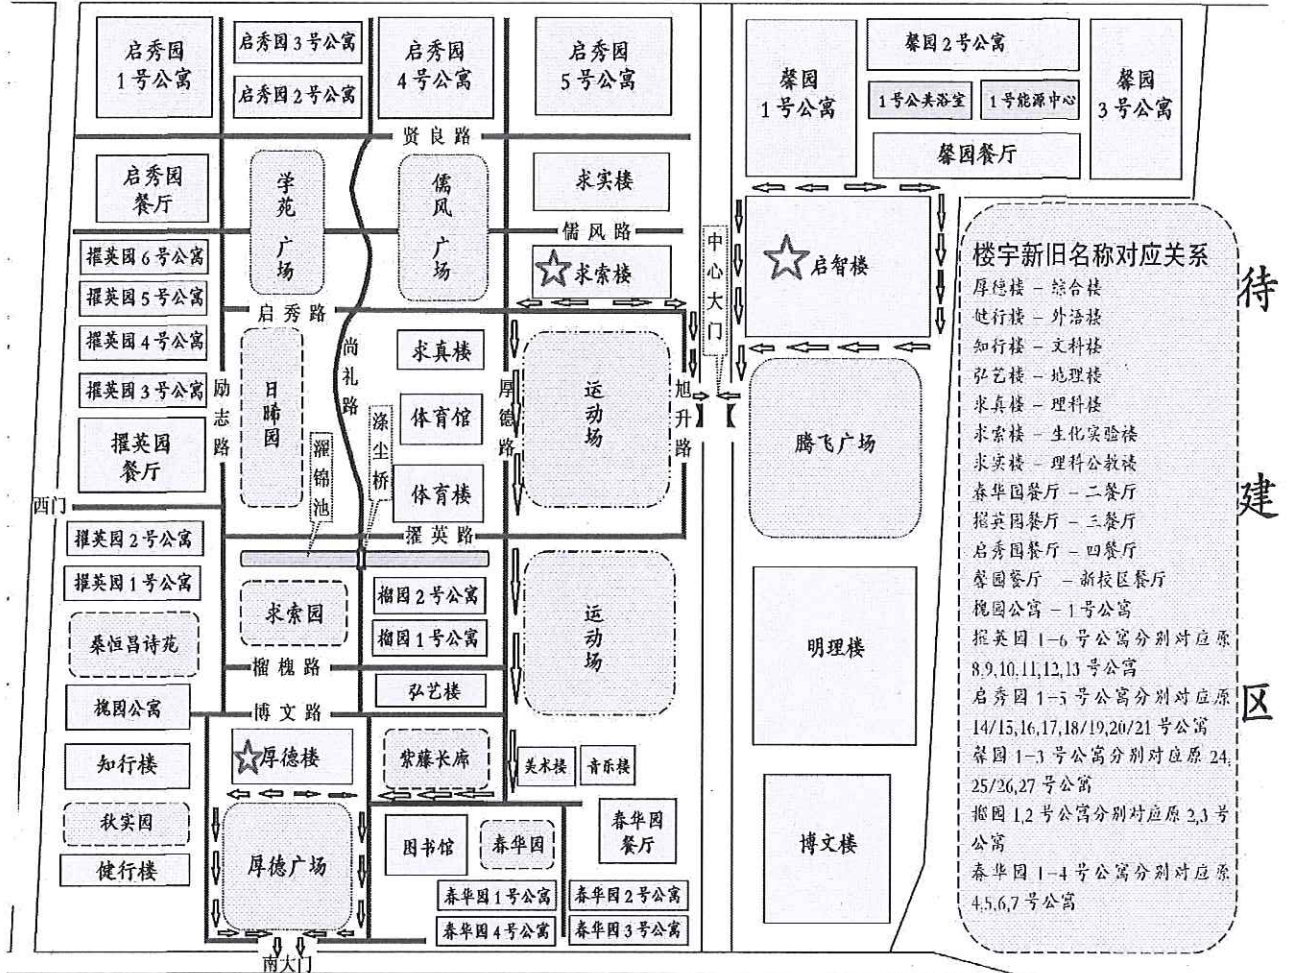 启秀园
1号公寓
启秀园3号公寓
启秀园2号公寓
启秀园
4号公寓
启秀园
5号公寓
馨园
1号公寓
馨园2号公寓
1号公共浴室
1号能源中心
馨园餐厅
馨园
3号公寓
贤良路
启秀园
餐厅
学苑广场
儒风广场
求实楼
儒风路
求索楼
中心大门
启智楼
擢英园6号公寓
擢英园5号公寓
擢英园4号公寓
擢英园3号公寓
擢英园
餐厅
启秀路
尚礼路
励志路
日晞园
濯锦池
涤尘桥
求真楼
体育馆
体育楼
厚德路
运动场
旭升路
腾飞广场
西门
擢英路
擢英园2号公寓
擢英园1号公寓
桑恒昌诗苑
求索园
榴园2号公寓
榴园1号公寓
运动场
明理楼
榴槐路
弘艺楼
槐园公寓
博文路
知行楼
厚德楼
紫藤长廊
美术楼
音乐楼
秋实园
健行楼
厚德广场
图书馆
春华园
春华园
餐厅
博文楼
春华园1号公寓
春华园2号公寓
春华园4号公寓
春华园3号公寓
南大门
楼宇新旧名称对应关系
厚德楼－综合楼
健行楼－外语楼
知行楼－文科楼
弘艺楼－地理楼
求真楼－理科楼
求索楼－生化实验楼
求实楼－理科公教楼
春华园餐厅－二餐厅
擢英园餐厅－三餐厅
启秀园餐厅－四餐厅
馨园餐厅 －新校区餐厅
槐园公寓－1号公寓
擢英园1-6号公寓分别对应原
8,9,10,11,12,13号公寓
启秀园1-5号公寓分别对应原
14/15,16,17,18/19,20/21号公寓
馨园1-3号公寓分别对应原24,
25/26,27号公寓
榴园1,2号公寓分别对应原2,3号
公寓
春华园1-4号公寓分别对应原
4,5,6,7号公寓
待建区